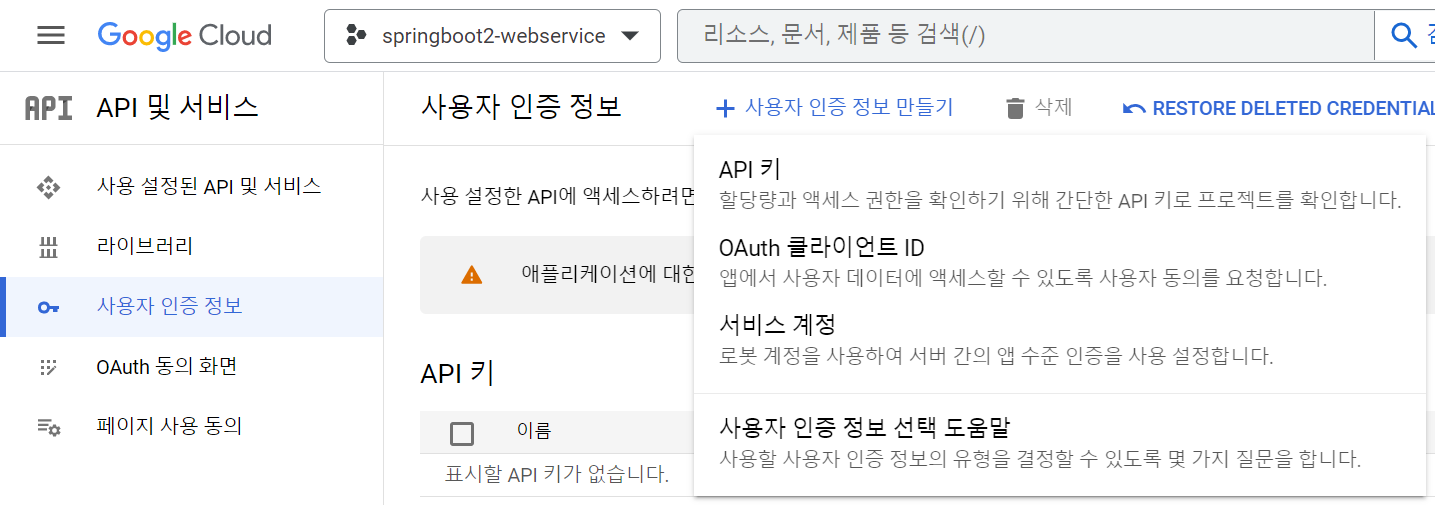 Google Cloud
springboot2-webservice
리소스, 문서, 제품 등 검색(/)
API
API 및 서비스
사용자 인증 정보
사용자 인증 정보 만들기
삭제
RESTORE DELETED
사용 설정된 API 및 서비스
라이브러리
사용자 인증 정보
OAuth 동의 화면
페이지 사용 동의
사용 설정한 API에 액세스하려면
애플리케이션에 대한
API 키
이름
표시할 API 키가 없습니다.
API 키
할당량과 액세스 권한을 확인하기 위해 간단한 API 키로 프로젝트를 확인합니다.
OAuth 클라이언트 ID
앱에서 사용자 데이터에 액세스할 수 있도록 사용자 동의를 요청합니다.
서비스 계정
로봇 계정을 사용하여 서버 간의 앱 수준 인증을 사용 설정합니다.
사용자 인증 정보 선택 도움말
사용할 사용자 인증 정보의 유형을 결정할 수 있도록 몇 가지 질문을 합니다.